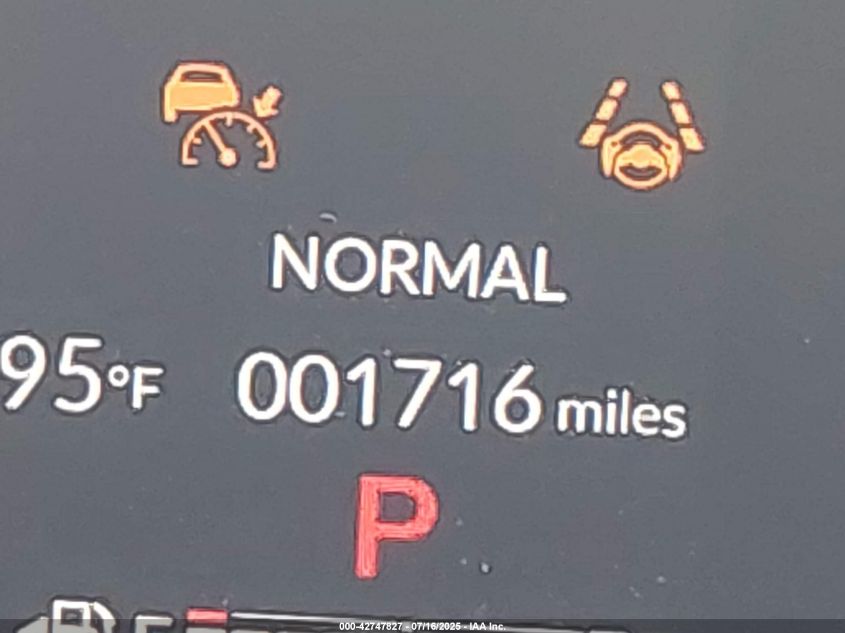 NORMAL
95°F 001716 miles
P
E
000-42747827 - 07/16/2025 - IAA Inc.